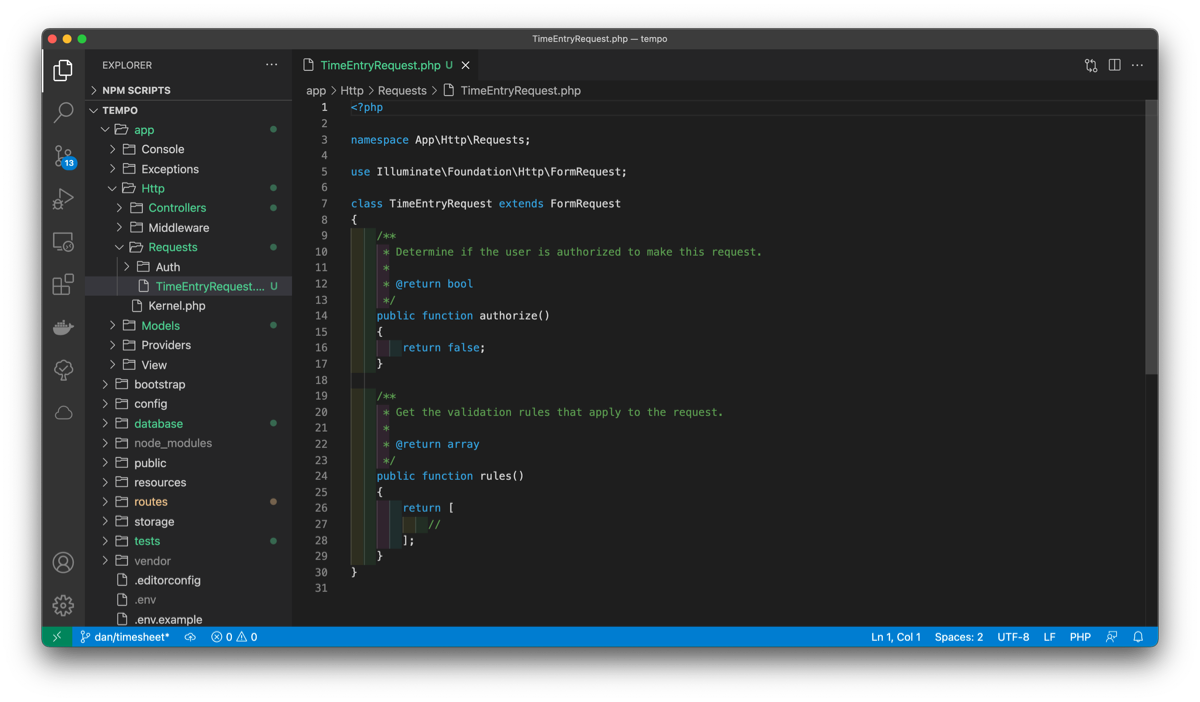 TimeEntryRequest.php — tempo
EXPLORER
TimeEntryRequest.php U
NPM SCRIPTS
app > Http > Requests > TimeEntryRequest.php
TEMPO
app
Console
Exceptions
Http
Controllers
Middleware
Requests
Auth
TimeEntryRequest.... U
Kernel.php
Models
Providers
View
bootstrap
config
database
node_modules
public
resources
routes
storage
tests
vendor
.editorconfig
.env
.env.example
13
1 <?php
2
3 namespace App\Http\Requests;
4
5 use Illuminate\Foundation\Http\FormRequest;
6
7 class TimeEntryRequest extends FormRequest
8 {
9 /**
10 * Determine if the user is authorized to make this request.
11 *
12 * @return bool
13 */
14 public function authorize()
15 {
16 return false;
17 }
18
19 /**
20 * Get the validation rules that apply to the request.
21 *
22 * @return array
23 */
24 public function rules()
25 {
26 return [
27 //
28 ];
29 }
30 }
31
dan/timesheet* 0 0 Ln 1, Col 1 Spaces: 2 UTF-8 LF PHP